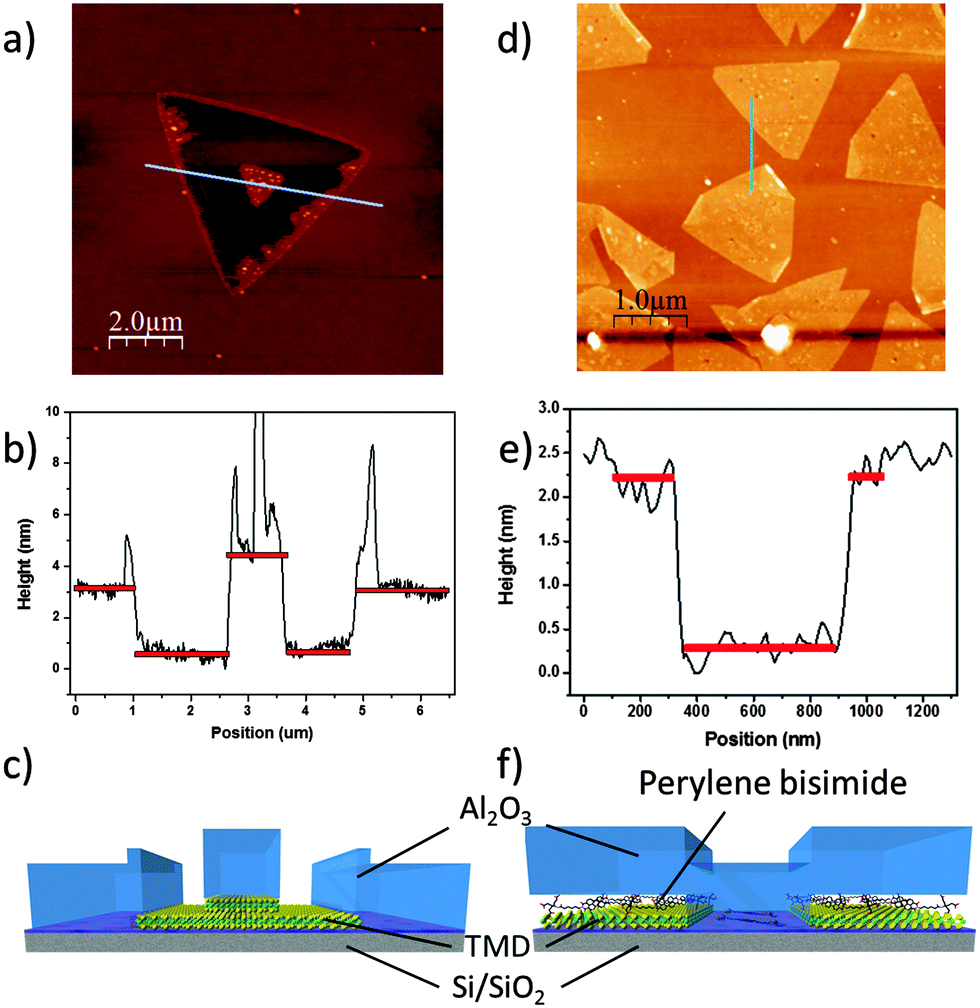 a)
d)
2.0µm
1.0µm
b)
10
8
6
4
2
0
Height (nm)
0 1 2 3 4 5 6
Position (um)
e)
3.0
2.5
2.0
1.5
1.0
0.5
0.0
Height (nm)
0 200 400 600 800 1000 1200
Position (nm)
c)
f)
Perylene bisimide
Al2O3
TMD
Si/SiO2